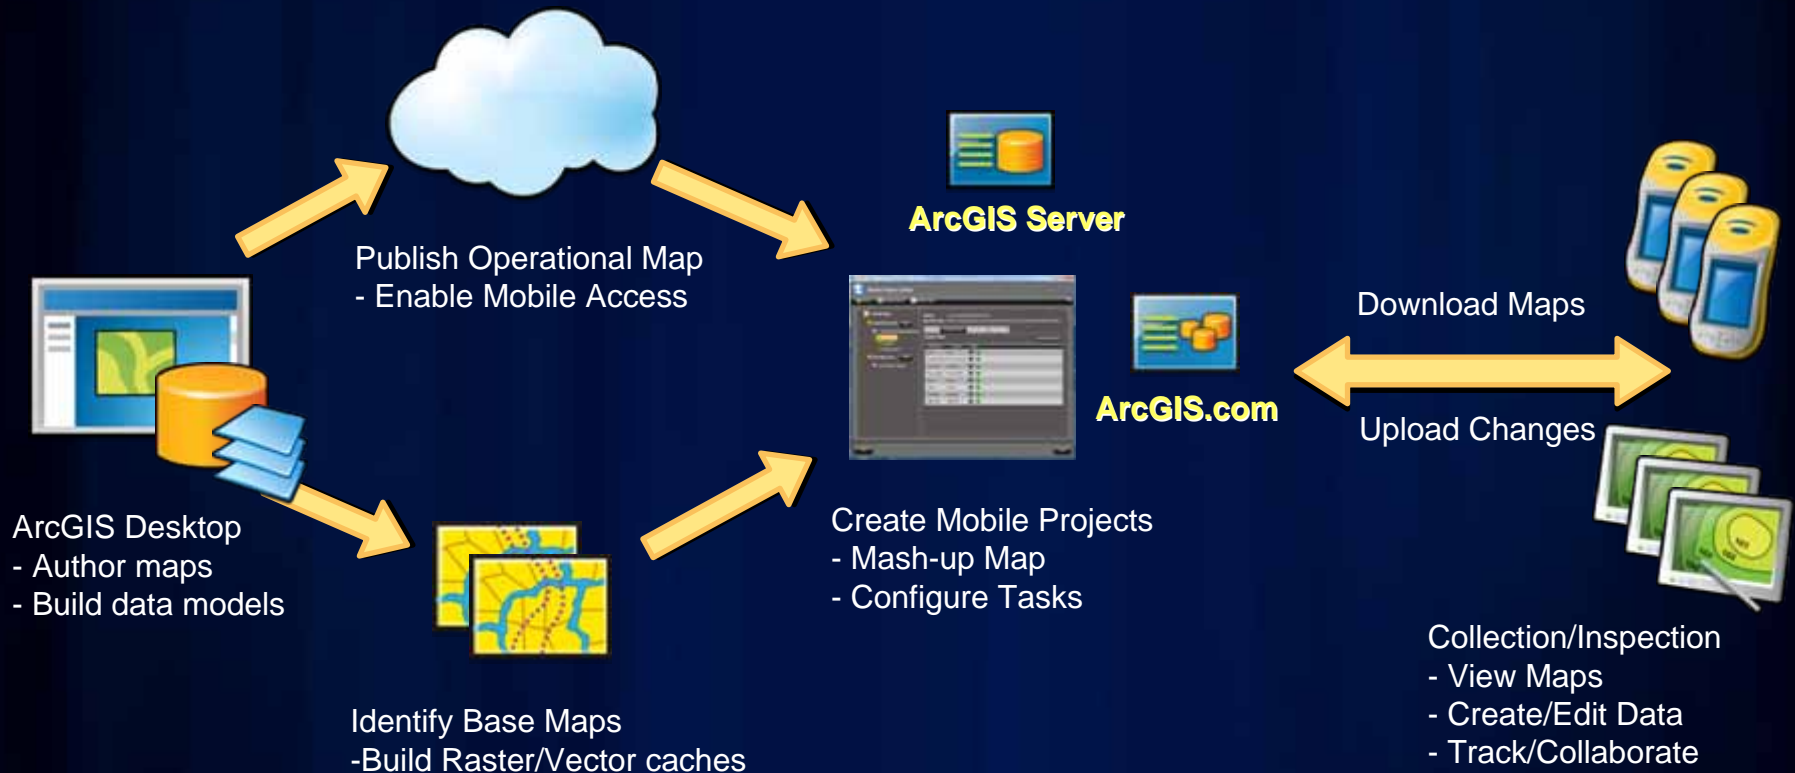 Publish Operational Map
- Enable Mobile Access
ArcGIS Server
ArcGIS Desktop
- Author maps
- Build data models
Identify Base Maps
-Build Raster/Vector caches
Create Mobile Projects
- Mash-up Map
- Configure Tasks
ArcGIS.com
Download Maps
Upload Changes
Collection/Inspection
- View Maps
- Create/Edit Data
- Track/Collaborate